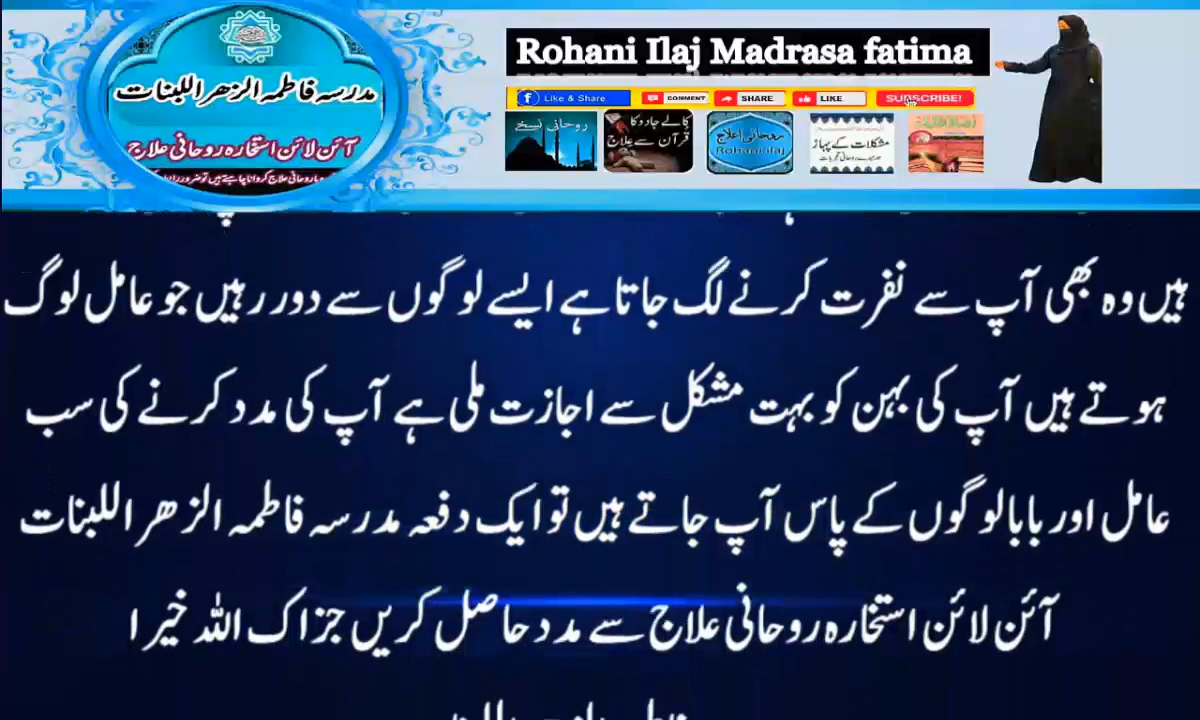 مدرسہ فاطمہ الزھرا اللبنات
آئن لائن استخارہ روحانی علاج
Rohani Ilaj Madrasa fatima
f Like & Share
COMMENT
SHARE
LIKE
SUBSCRIBE!
روحانی نسخے
کالے جادو کا
قرآن سے علاج
روحانی علاج
Rohani ilaj
مشکلات کے پہاڑ
ہیں وہ بھی آپ سے نفرت کرنے لگ جاتا ہے ایسے لوگوں سے دور رہیں جو عامل لوگ
ہوتے ہیں آپ کی بہن کو بہت مشکل سے اجازت ملی ہے آپ کی مدد کرنے کی سب
عامل اور بابا لوگوں کے پاس آپ جاتے ہیں تو ایک دفعہ مدرسہ فاطمہ الزھرا اللبنات
آئن لائن استخارہ روحانی علاج سے مدد حاصل کریں جزاک اللہ خیرا